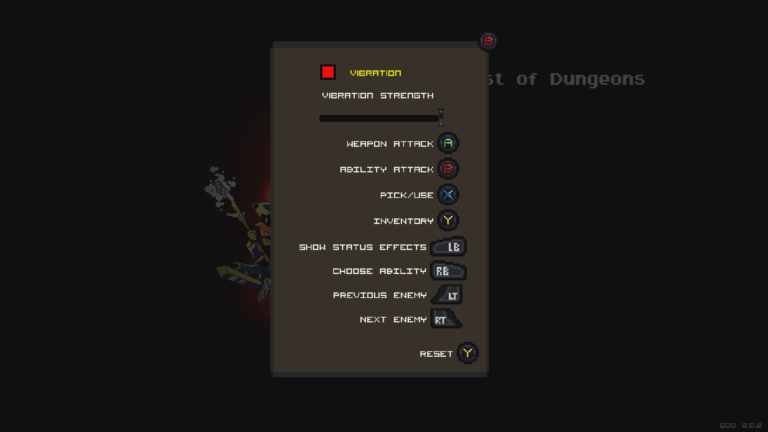 B
VIBRATION
st of Dungeons
VIBRATION STRENGTH
WEAPON ATTACK A
ABILITY ATTACK B
PICK/USE X
INVENTORY Y
SHOW STATUS EFFECTS LB
CHOOSE ABILITY RB
PREVIOUS ENEMY LT
NEXT ENEMY RT
RESET Y